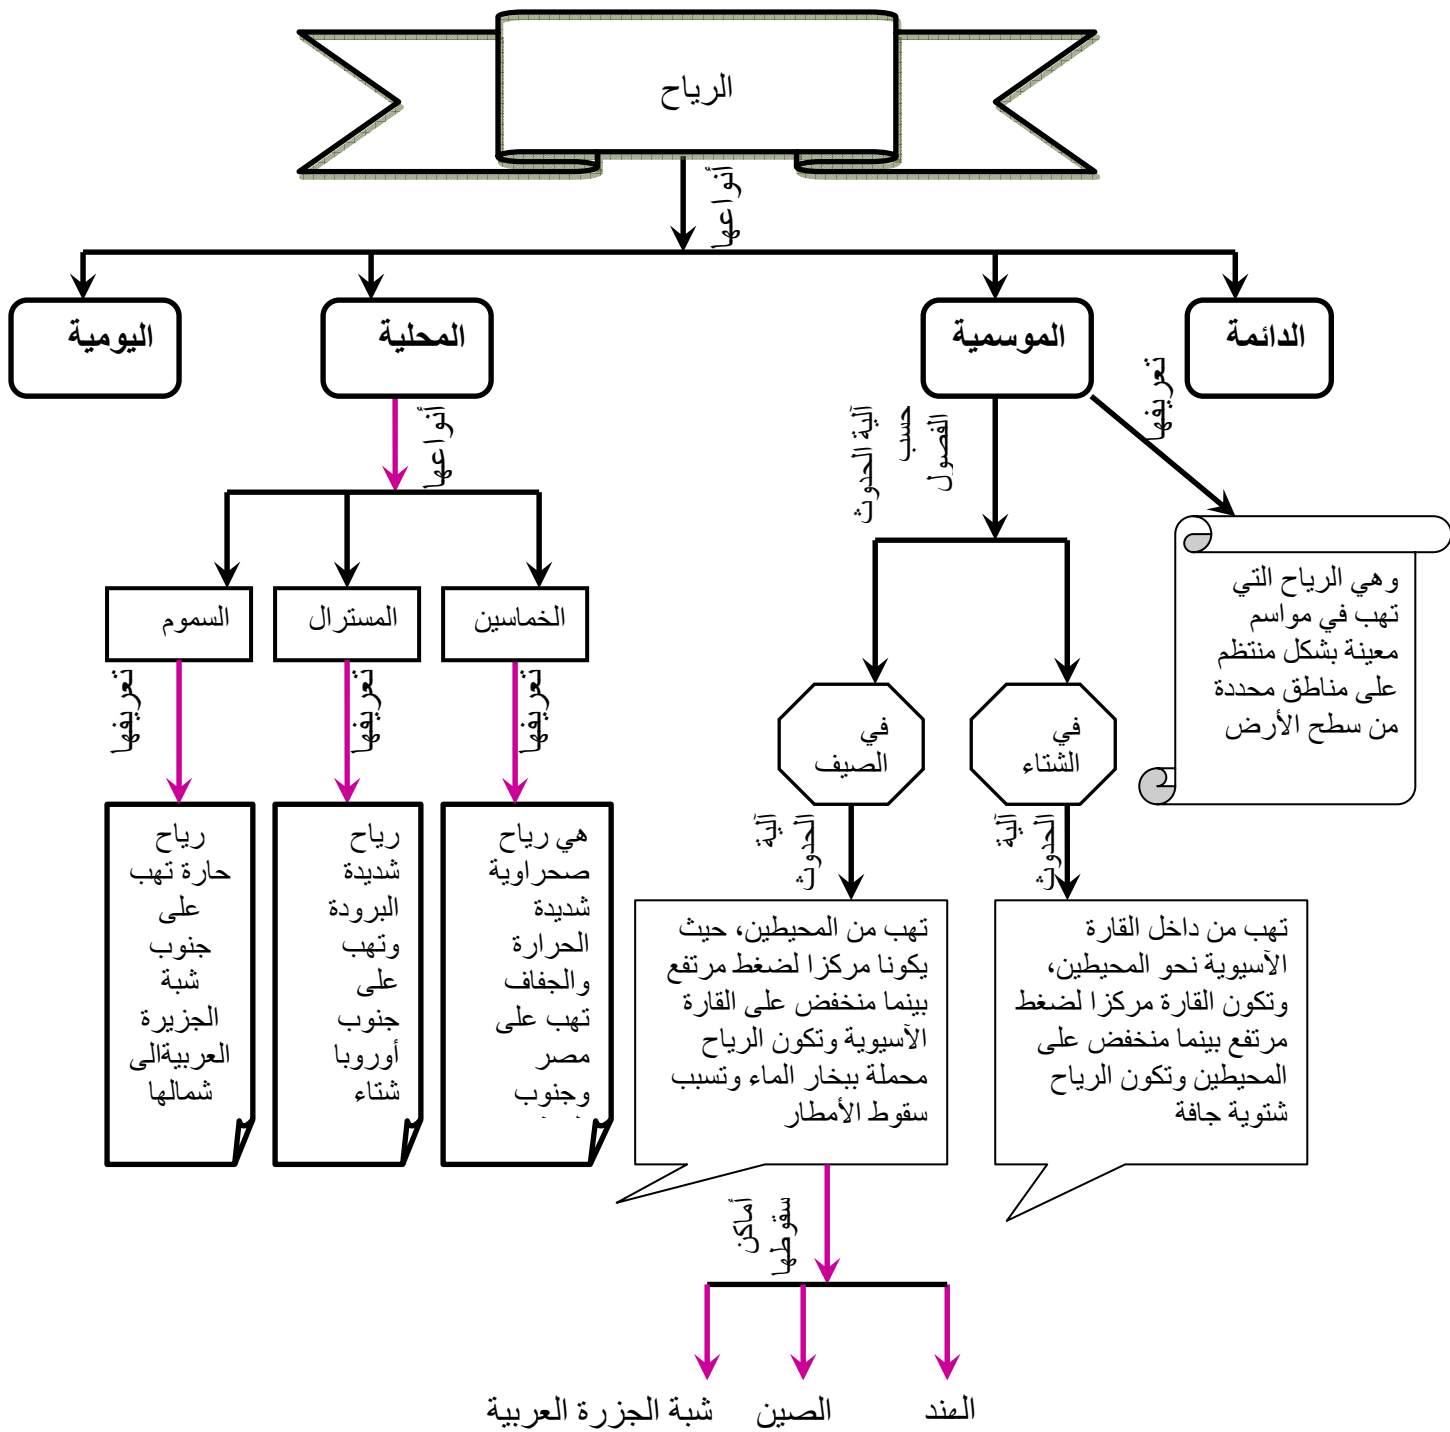 الرياح
أنواعها
الدائمة
الموسمية
المحلية
اليومية
تعريفها
وهي الرياح التي
تهب في مواسم
معينة بشكل منتظم
على مناطق محددة
من سطح الأرض
آلية الحدوث
حسب
الفصول
في
الشتاء
في
الصيف
آلية
الحدوث
تهب من داخل القارة
الآسيوية نحو المحيطين،
وتكون القارة مركزا لضغط
مرتفع بينما منخفض على
المحيطين وتكون الرياح
شتوية جافة
آلية
الحدوث
تهب من المحيطين، حيث
يكونا مركزا لضغط مرتفع
بينما منخفض على القارة
الآسيوية وتكون الرياح
محملة ببخار الماء وتسبب
سقوط الأمطار
أماكن
سقوطها
الهند
الصين
شبة الجزرة العربية
أنواعها
الخماسين
المسترال
السموم
تعريفها
هي رياح
صحراوية
شديدة
الحرارة
والجفاف
تهب على
مصر
وجنوب
تعريفها
رياح
شديدة
البرودة
وتهب
على
جنوب
أوروبا
شتاء
تعريفها
رياح
حارة تهب
على
جنوب
شبة
الجزيرة
العربيةالى
شمالها